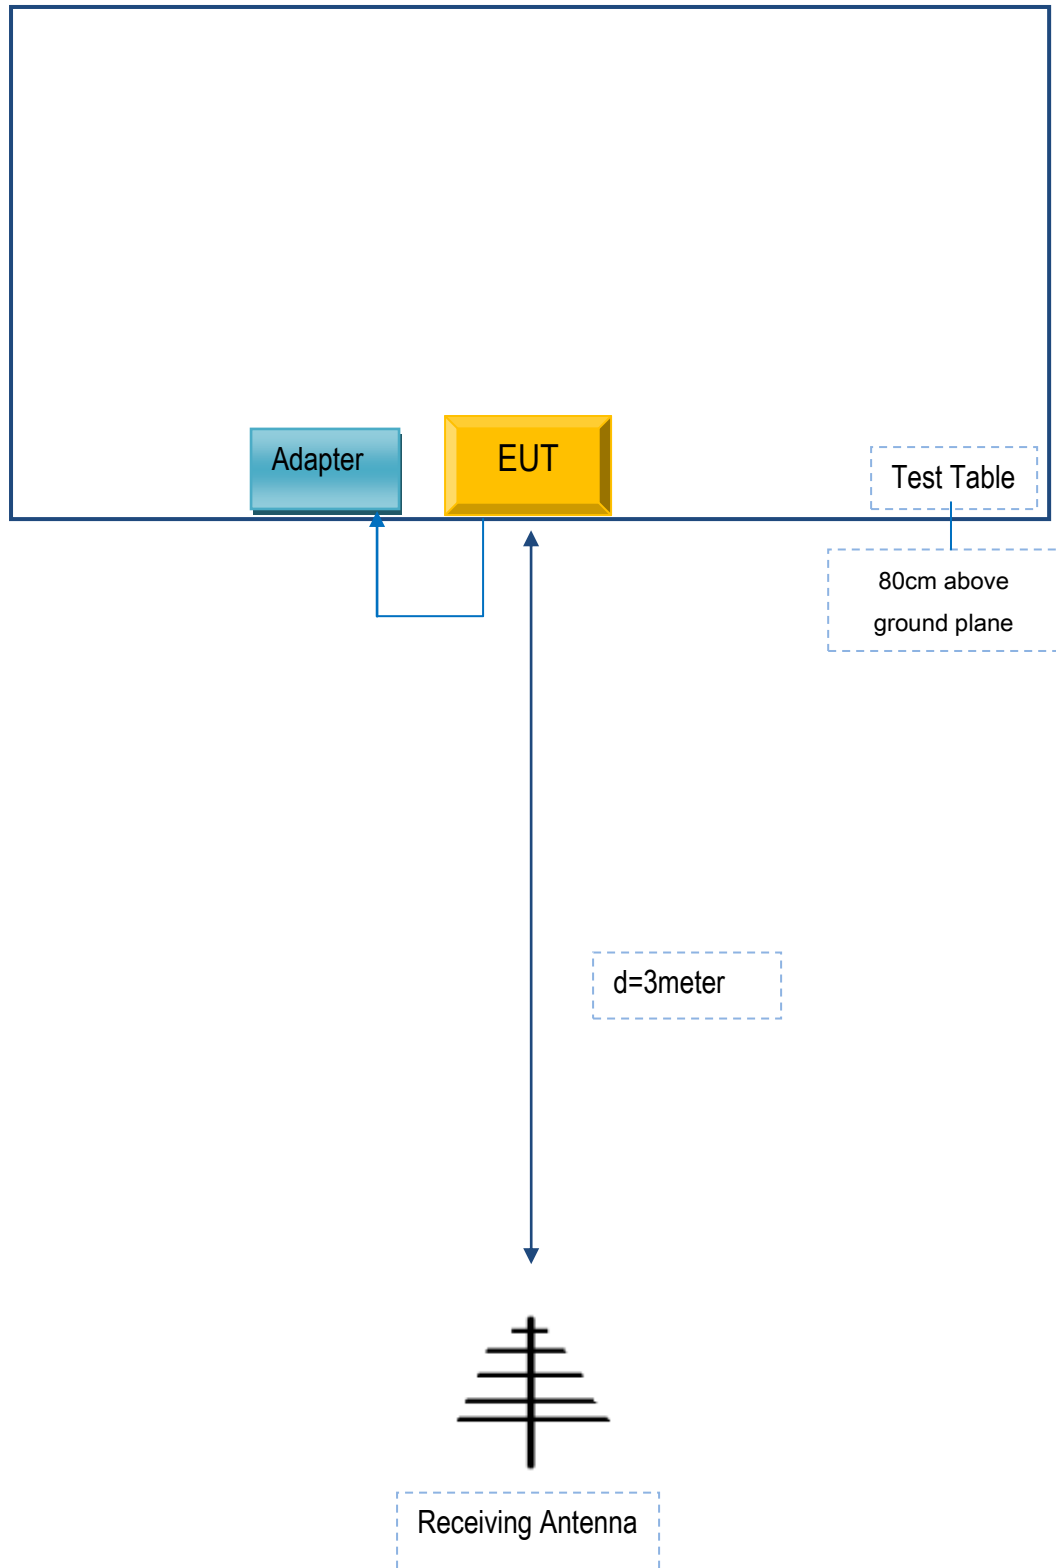 Adapter
EUT
Test Table
80cm above
ground plane
d=3meter
Receiving Antenna